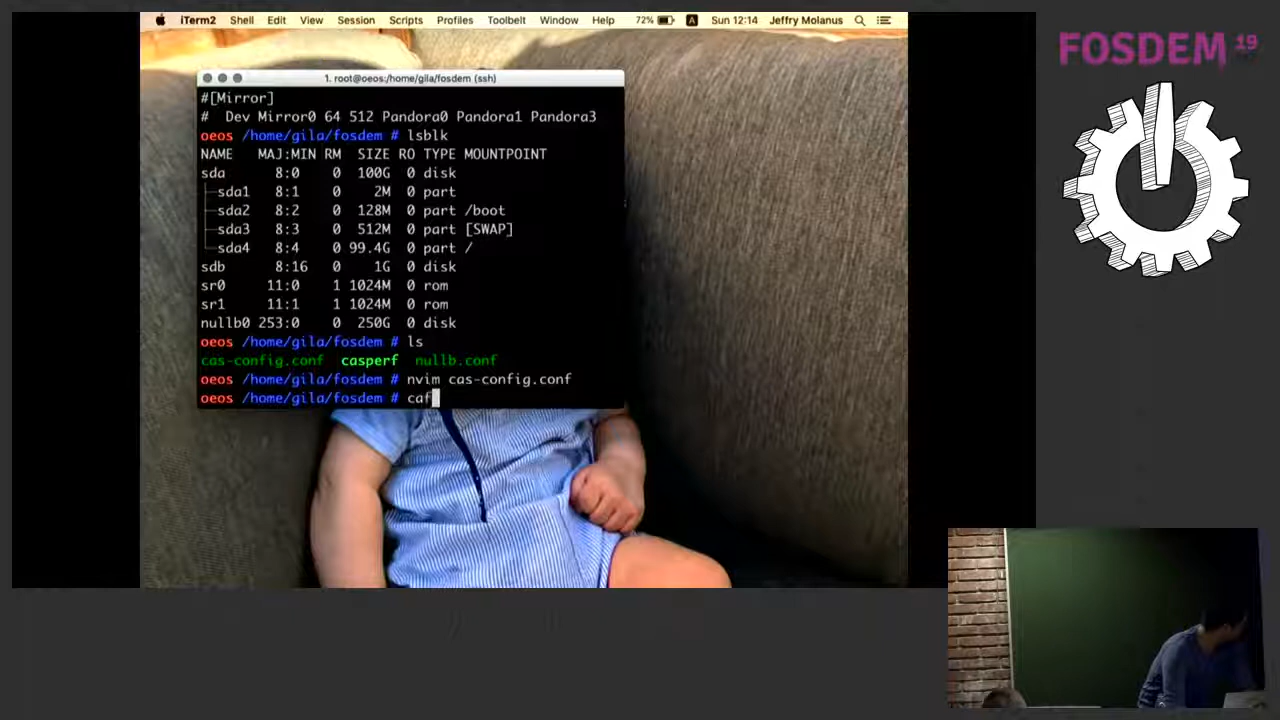 iTerm2 Shell Edit View Session Scripts Profiles Toolbelt Window Help 72% A Sun 12:14 Jeffry Molanus
FOSDEM 19
1. root@oeos:/home/gila/fosdem (ssh)
#[Mirror]
# Dev Mirror0 64 512 Pandora0 Pandora1 Pandora3
oeos /home/gila/fosdem # lsblk
NAME MAJ:MIN RM SIZE RO TYPE MOUNTPOINT
sda 8:0 0 100G 0 disk
├─sda1 8:1 0 2M 0 part
├─sda2 8:2 0 128M 0 part /boot
├─sda3 8:3 0 512M 0 part [SWAP]
└─sda4 8:4 0 99.4G 0 part /
sdb 8:16 0 1G 0 disk
sr0 11:0 1 1024M 0 rom
sr1 11:1 1 1024M 0 rom
nullb0 253:0 0 250G 0 disk
oeos /home/gila/fosdem # ls
cas-config.conf casperf nullb.conf
oeos /home/gila/fosdem # nvim cas-config.conf
oeos /home/gila/fosdem # caf